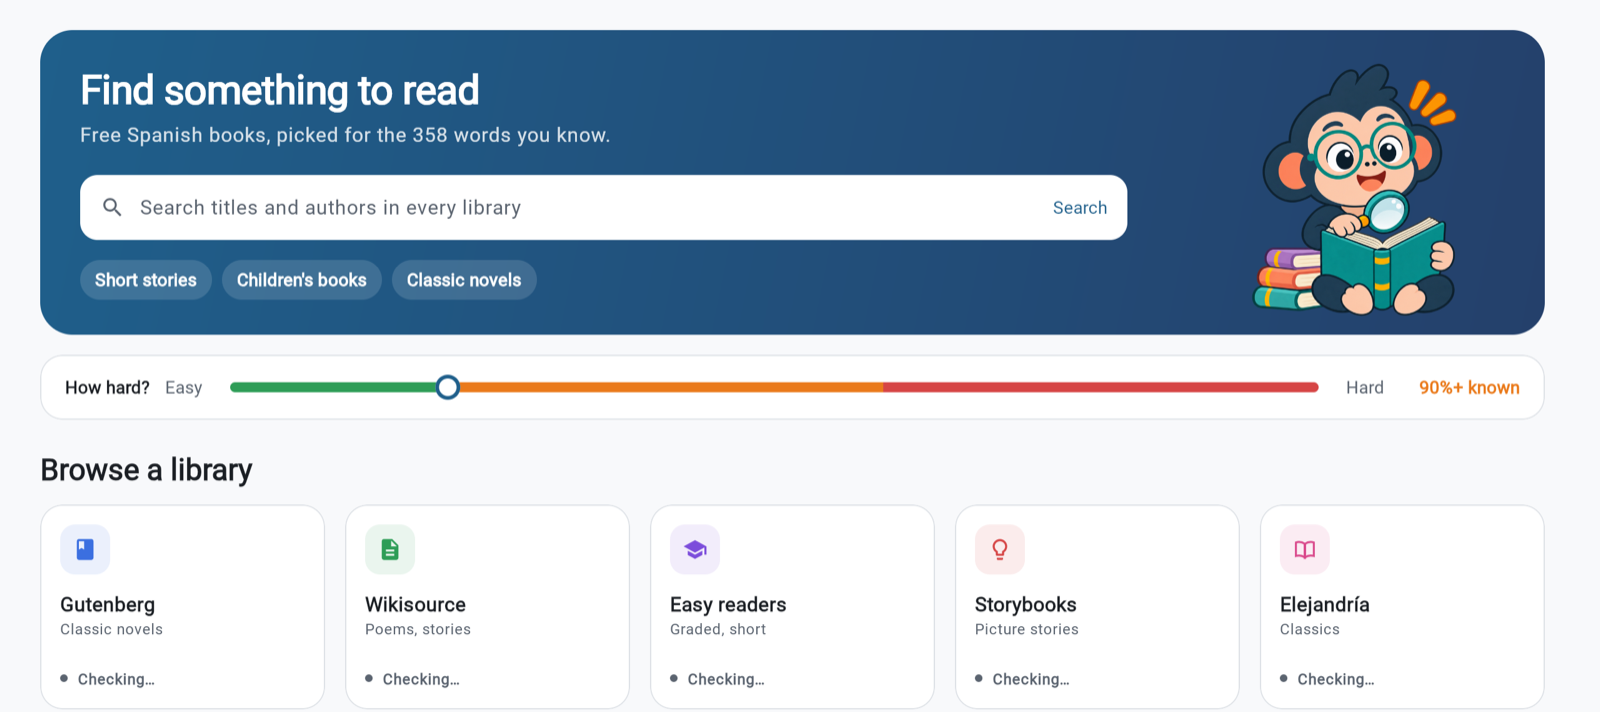 Find something to read
Free Spanish books, picked for the 358 words you know.
Search titles and authors in every library
Search
Short stories
Children's books
Classic novels
How hard?
Easy
Hard
90%+ known
Browse a library
Gutenberg
Classic novels
Checking…
Wikisource
Poems, stories
Checking…
Easy readers
Graded, short
Checking…
Storybooks
Picture stories
Checking…
Elejandría
Classics
Checking…